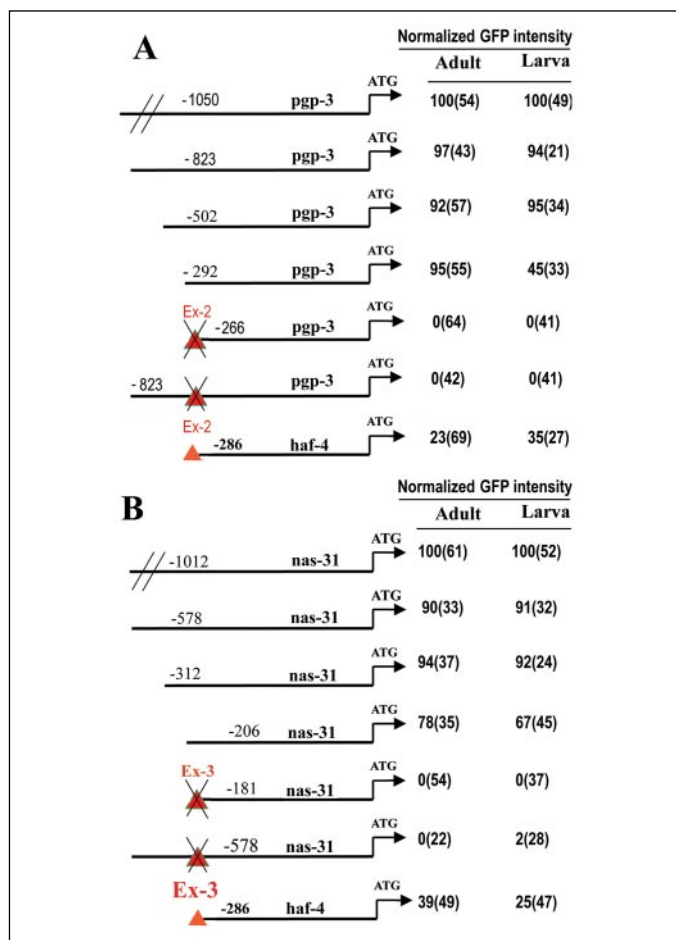 Normalized GFP intensity
A Adult Larva
-1050 pgp-3 ATG 100(54) 100(49)
-823 pgp-3 ATG 97(43) 94(21)
-502 pgp-3 ATG 92(57) 95(34)
-292 pgp-3 ATG 95(55) 45(33)
Ex-2
-266 pgp-3 ATG 0(64) 0(41)
-823 pgp-3 ATG 0(42) 0(41)
Ex-2
-286 haf-4 ATG 23(69) 35(27)
Normalized GFP intensity
B Adult Larva
-1012 nas-31 ATG 100(61) 100(52)
-578 nas-31 ATG 90(33) 91(32)
-312 nas-31 ATG 94(37) 92(24)
-206 nas-31 ATG 78(35) 67(45)
Ex-3
-181 nas-31 ATG 0(54) 0(37)
-578 nas-31 ATG 0(22) 2(28)
Ex-3
-286 haf-4 ATG 39(49) 25(47)